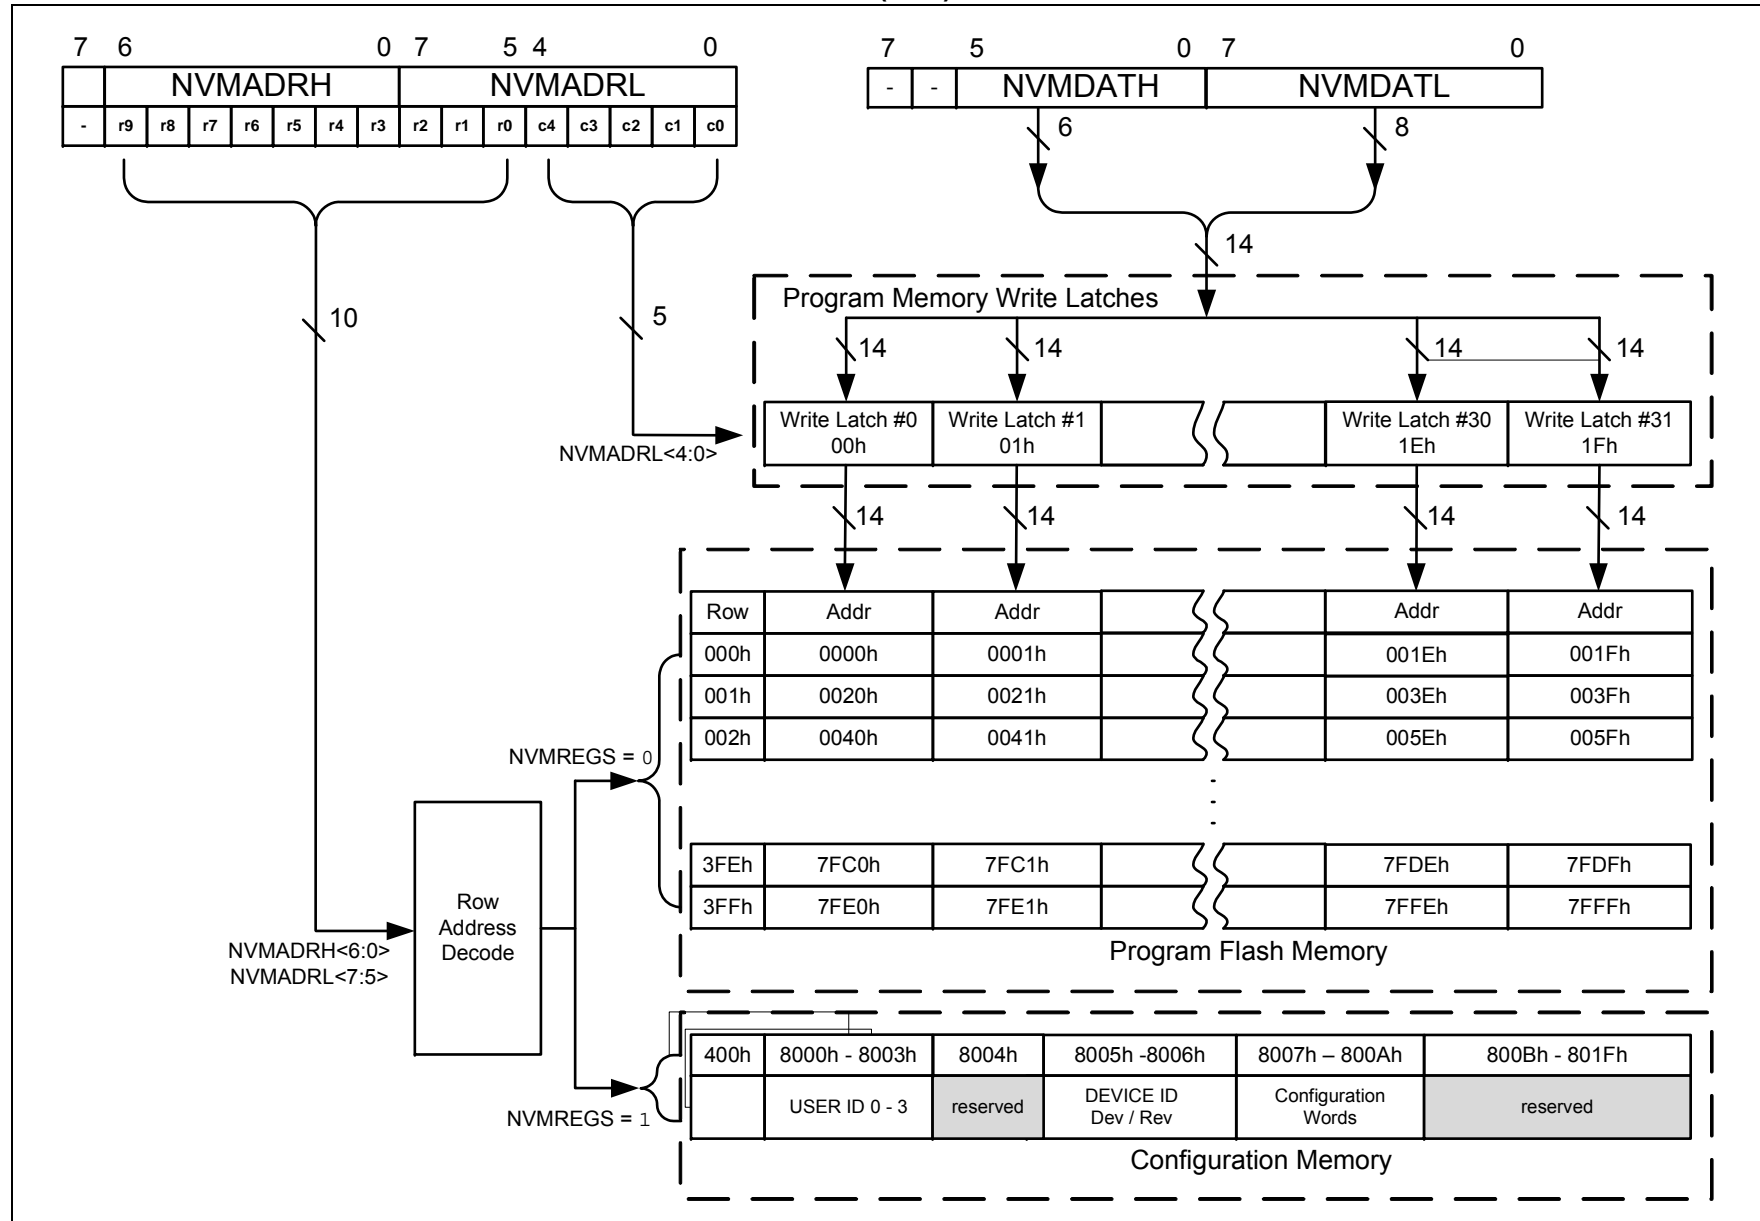 7 6 0 7 5 4 0
NVMADRH NVMADRL
- r9 r8 r7 r6 r5 r4 r3 r2 r1 r0 c4 c3 c2 c1 c0
7 5 0 7 0
- - NVMDATH NVMDATL
6 8
14
10
5
Program Memory Write Latches
14 14 14 14
Write Latch #0 Write Latch #1 Write Latch #30 Write Latch #31
00h 01h 1Eh 1Fh
NVMADRL<4:0>
14 14 14 14
Row Addr Addr Addr Addr
000h 0000h 0001h 001Eh 001Fh
001h 0020h 0021h 003Eh 003Fh
002h 0040h 0041h 005Eh 005Fh
NVMREGS = 0
3FEh 7FC0h 7FC1h 7FDEh 7FDFh
3FFh 7FE0h 7FE1h 7FFEh 7FFFh
Program Flash Memory
Row
Address
Decode
NVMADRH<6:0>
NVMADRL<7:5>
400h 8000h - 8003h 8004h 8005h -8006h 8007h – 800Ah 800Bh - 801Fh
USER ID 0 - 3 reserved DEVICE ID Dev / Rev Configuration Words reserved
NVMREGS = 1
Configuration Memory